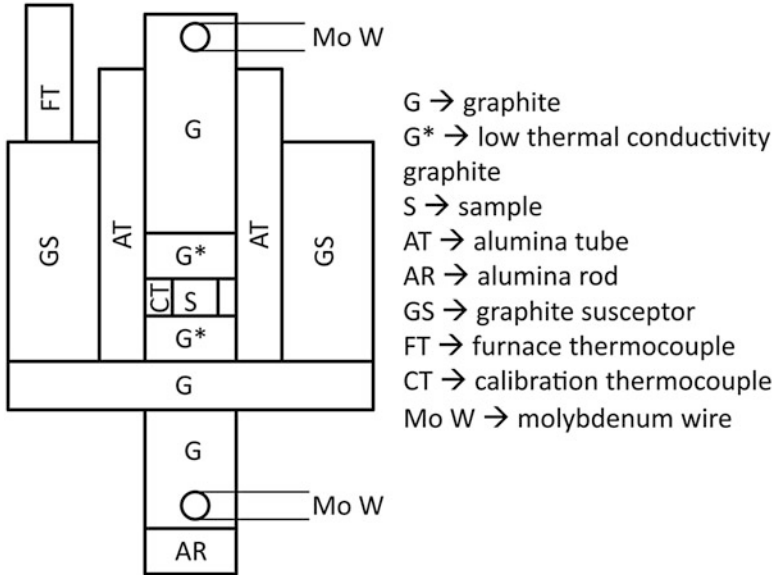 Mo W
FT
G
G → graphite
G* → low thermal conductivity
graphite
S → sample
AT → alumina tube
AR → alumina rod
GS → graphite susceptor
FT → furnace thermocouple
CT → calibration thermocouple
Mo W → molybdenum wire
GS
AT
AT
GS
G*
CT
S
G*
G
G
Mo W
AR